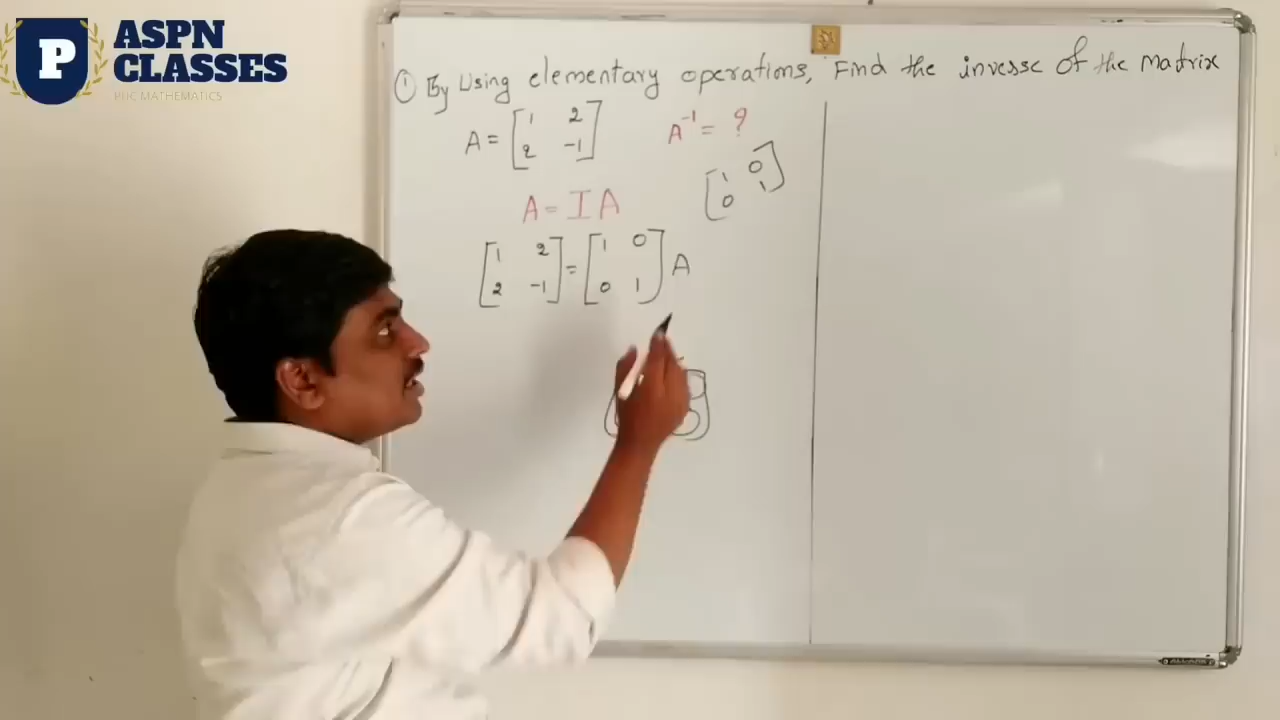 P
ASPN
CLASSES
PUC MATHEMATICS
① By Using elementary operations, Find the inverse of the matrix
A = [1 2
2 -1]
A⁻¹ = ?
[1 0
0 1]
A = I A
[1 2
2 -1] = [1 0
0 1] A